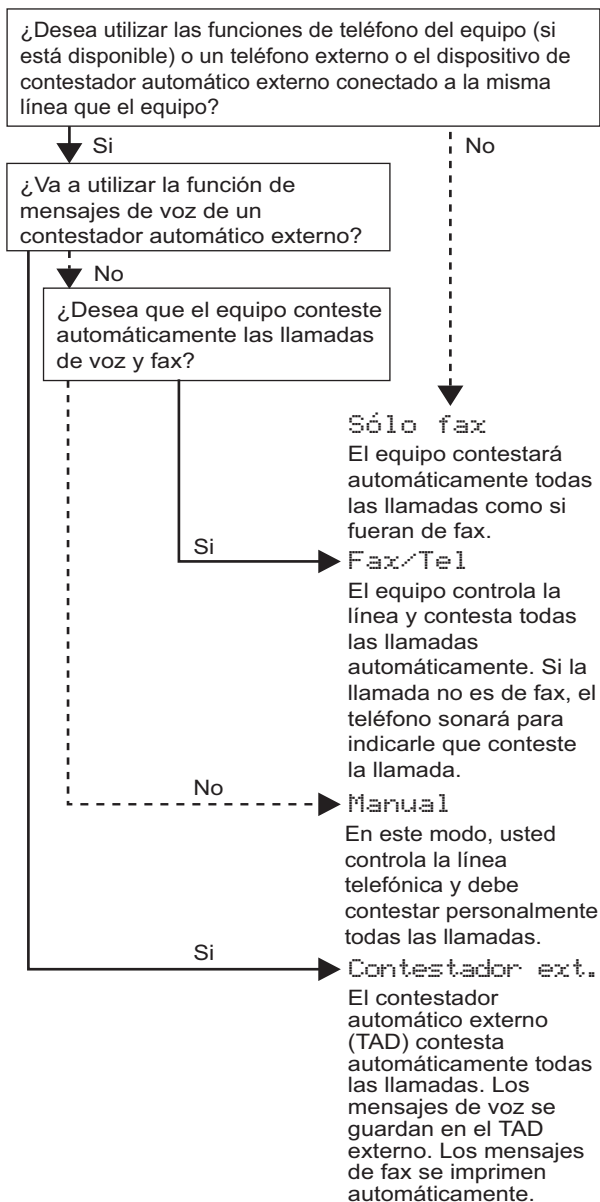 ¿Desea utilizar las funciones de teléfono del equipo (si
está disponible) o un teléfono externo o el dispositivo de
contestador automático externo conectado a la misma
línea que el equipo?
Si
No
¿Va a utilizar la función de
mensajes de voz de un
contestador automático externo?
No
¿Desea que el equipo conteste
automáticamente las llamadas
de voz y fax?
Sólo fax
El equipo contestará
automáticamente todas
las llamadas como si
fueran de fax.
Si
Fax/Tel
El equipo controla la
línea y contesta todas
las llamadas
automáticamente. Si la
llamada no es de fax, el
teléfono sonará para
indicarle que conteste
la llamada.
No
Manual
En este modo, usted
controla la línea
telefónica y debe
contestar personalmente
todas las llamadas.
Si
Contestador ext.
El contestador
automático externo
(TAD) contesta
automáticamente todas
las llamadas. Los
mensajes de voz se
guardan en el TAD
externo. Los mensajes
de fax se imprimen
automáticamente.